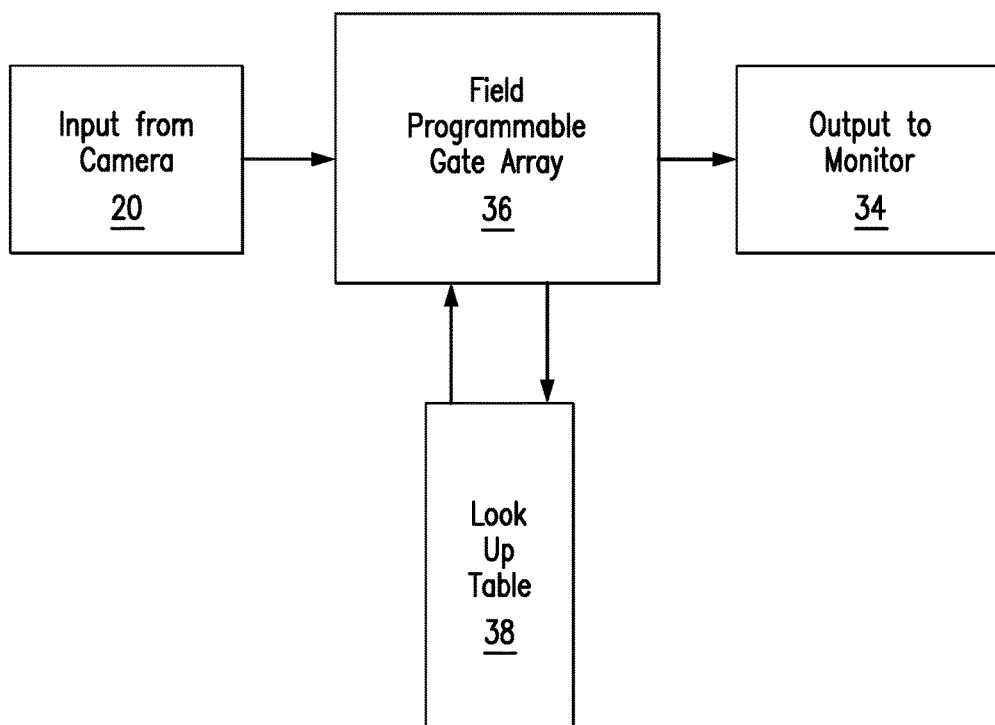 Input from
Camera
20
Field
Programmable
Gate Array
36
Output to
Monitor
34
Look
Up
Table
38